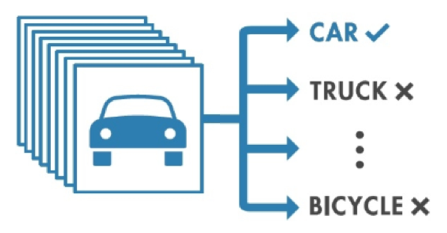 CAR ✓
TRUCK ×
⋮
BICYCLE ×